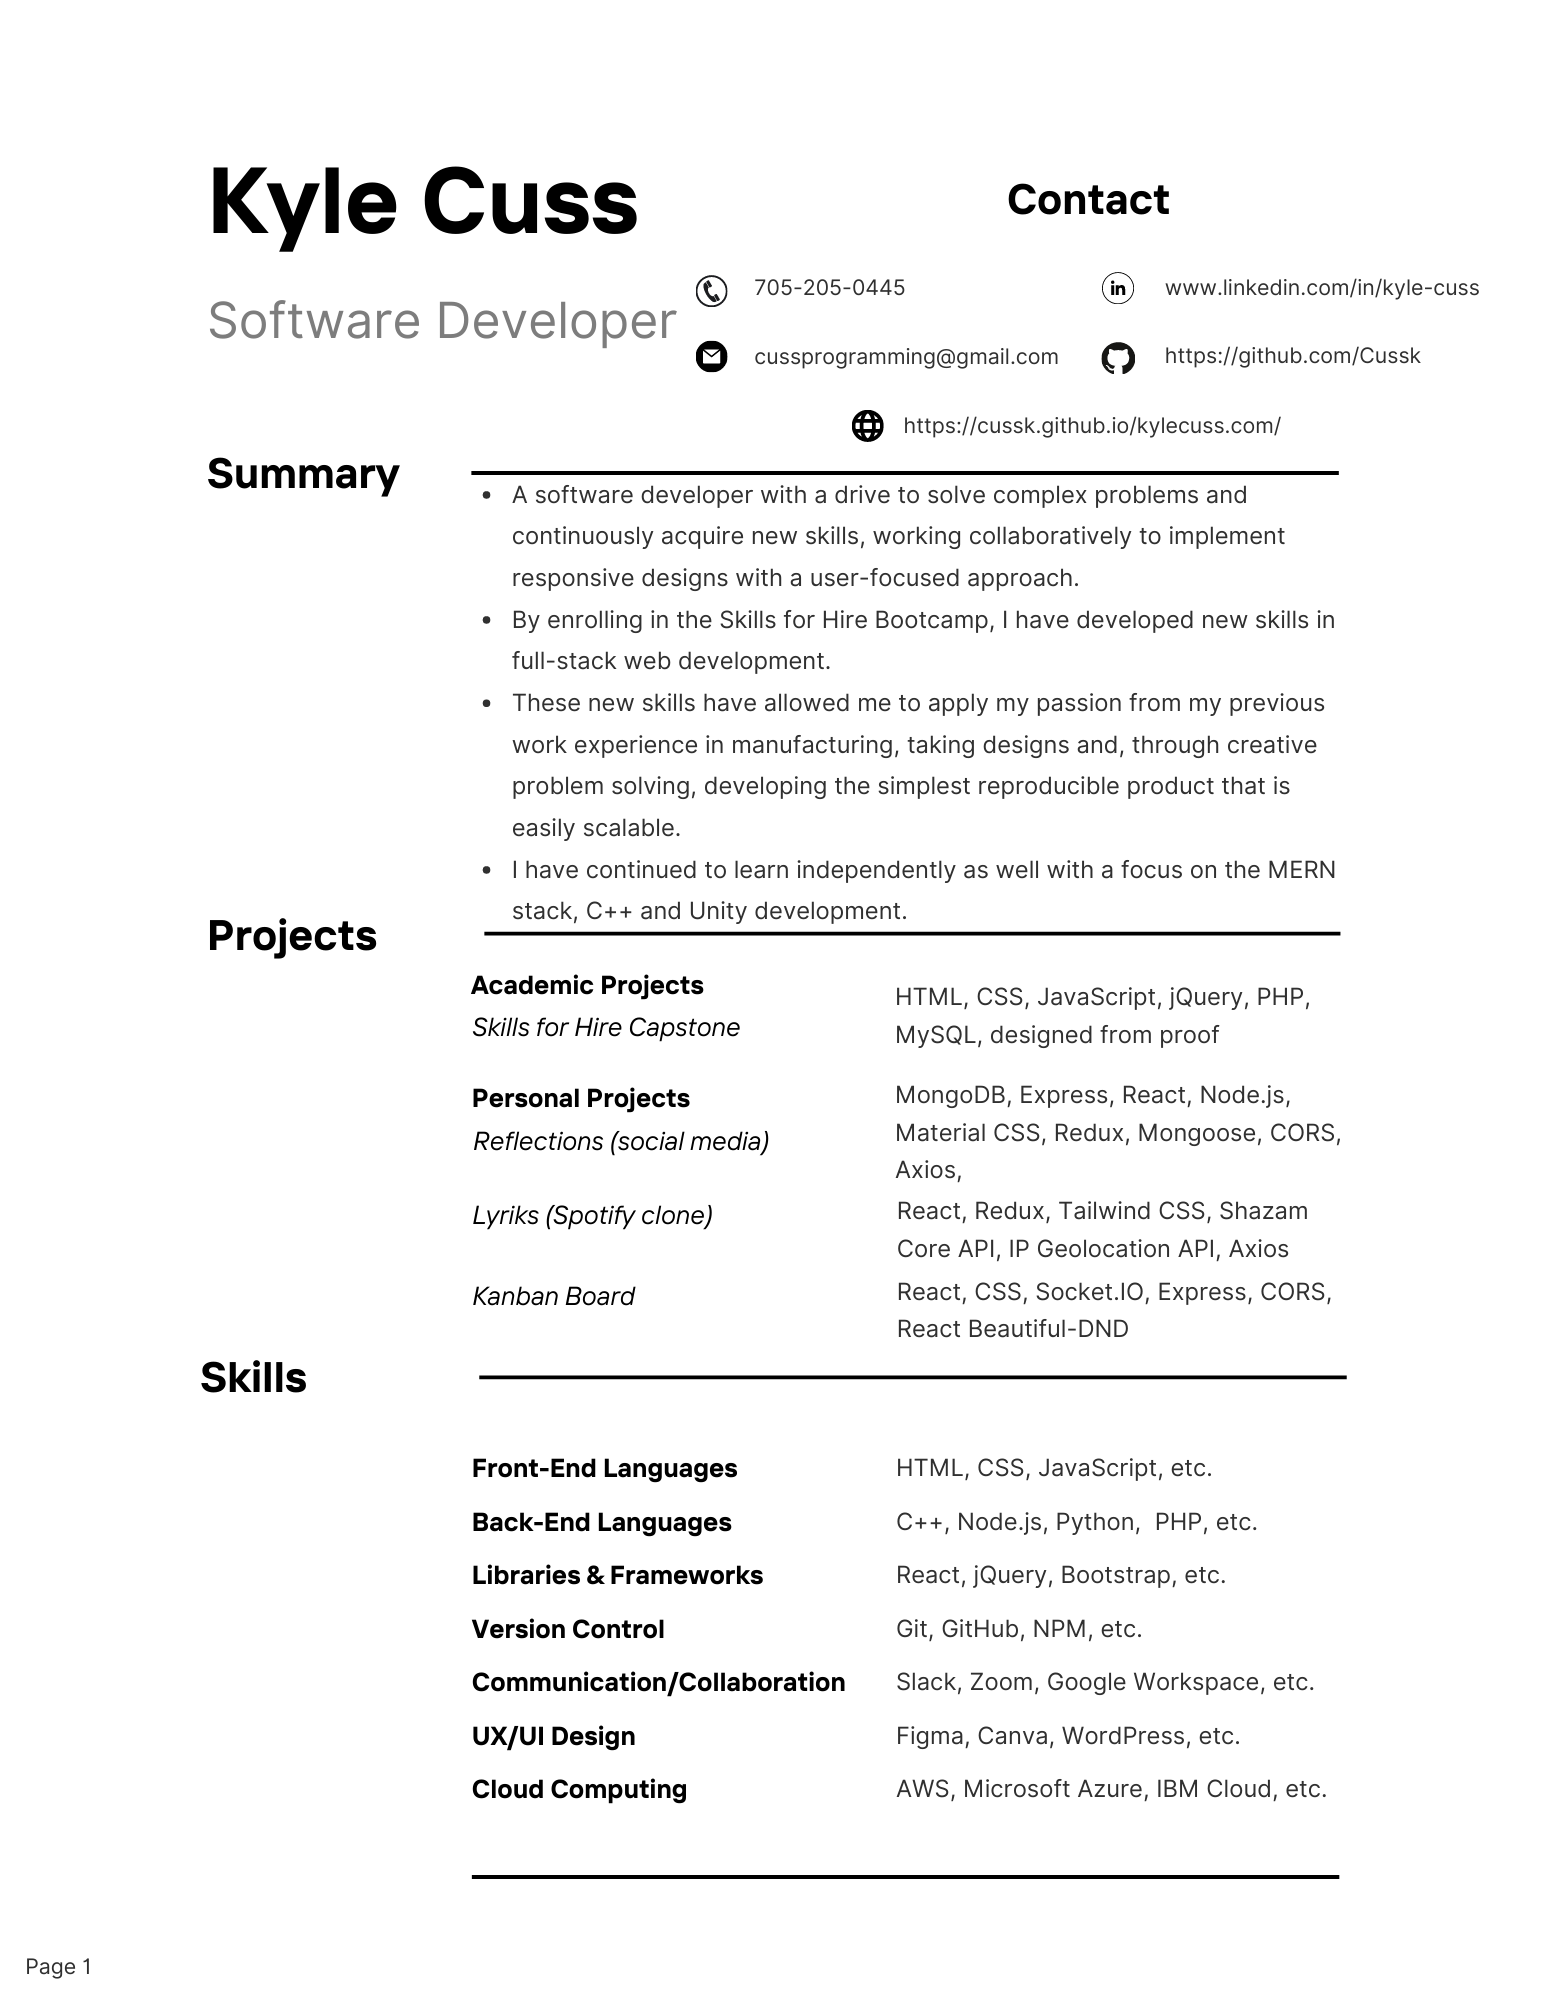 Kyle Cuss
Software Developer
Contact
705-205-0445
www.linkedin.com/in/kyle-cuss
cussprogramming@gmail.com
https://github.com/Cussk
https://cussk.github.io/kylecuss.com/
Summary
• A software developer with a drive to solve complex problems and
continuously acquire new skills, working collaboratively to implement
responsive designs with a user-focused approach.
• By enrolling in the Skills for Hire Bootcamp, I have developed new skills in
full-stack web development.
• These new skills have allowed me to apply my passion from my previous
work experience in manufacturing, taking designs and, through creative
problem solving, developing the simplest reproducible product that is
easily scalable.
• I have continued to learn independently as well with a focus on the MERN
stack, C++ and Unity development.
Projects
Academic Projects
Skills for Hire Capstone
HTML, CSS, JavaScript, jQuery, PHP,
MySQL, designed from proof
Personal Projects
Reflections (social media)
MongoDB, Express, React, Node.js,
Material CSS, Redux, Mongoose, CORS,
Axios,
Lyriks (Spotify clone)
React, Redux, Tailwind CSS, Shazam
Core API, IP Geolocation API, Axios
Kanban Board
React, CSS, Socket.IO, Express, CORS,
React Beautiful-DND
Skills
Front-End Languages
HTML, CSS, JavaScript, etc.
Back-End Languages
C++, Node.js, Python,  PHP, etc.
Libraries & Frameworks
React, jQuery, Bootstrap, etc.
Version Control
Git, GitHub, NPM, etc.
Communication/Collaboration
Slack, Zoom, Google Workspace, etc.
UX/UI Design
Figma, Canva, WordPress, etc.
Cloud Computing
AWS, Microsoft Azure, IBM Cloud, etc.
Page 1